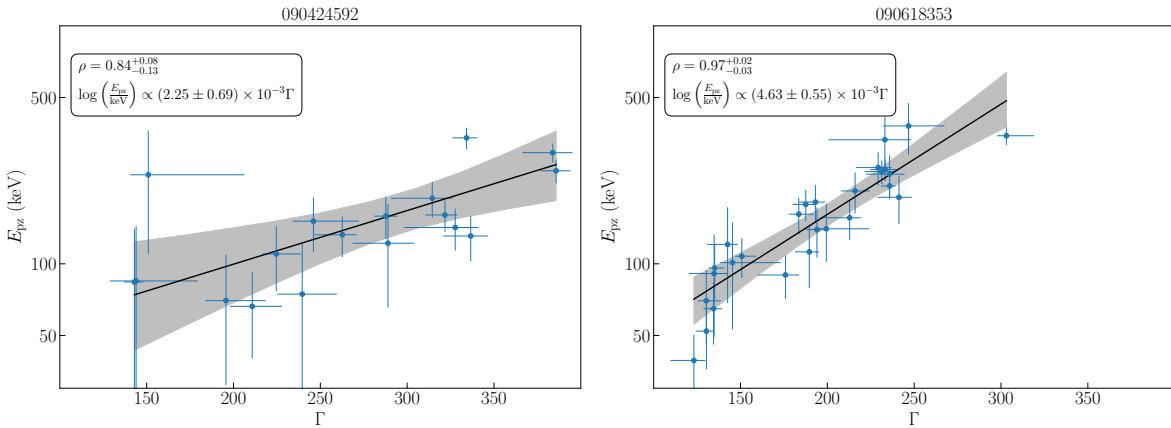 090424592
ρ = 0.84^{+0.08}_{-0.13}
log (E_pz/keV) ∝ (2.25 ± 0.69) × 10^{-3}Γ
500
100
50
E_pz (keV)
150 200 250 300 350
Γ
090618353
ρ = 0.97^{+0.02}_{-0.03}
log (E_pz/keV) ∝ (4.63 ± 0.55) × 10^{-3}Γ
500
100
50
E_pz (keV)
150 200 250 300 350
Γ